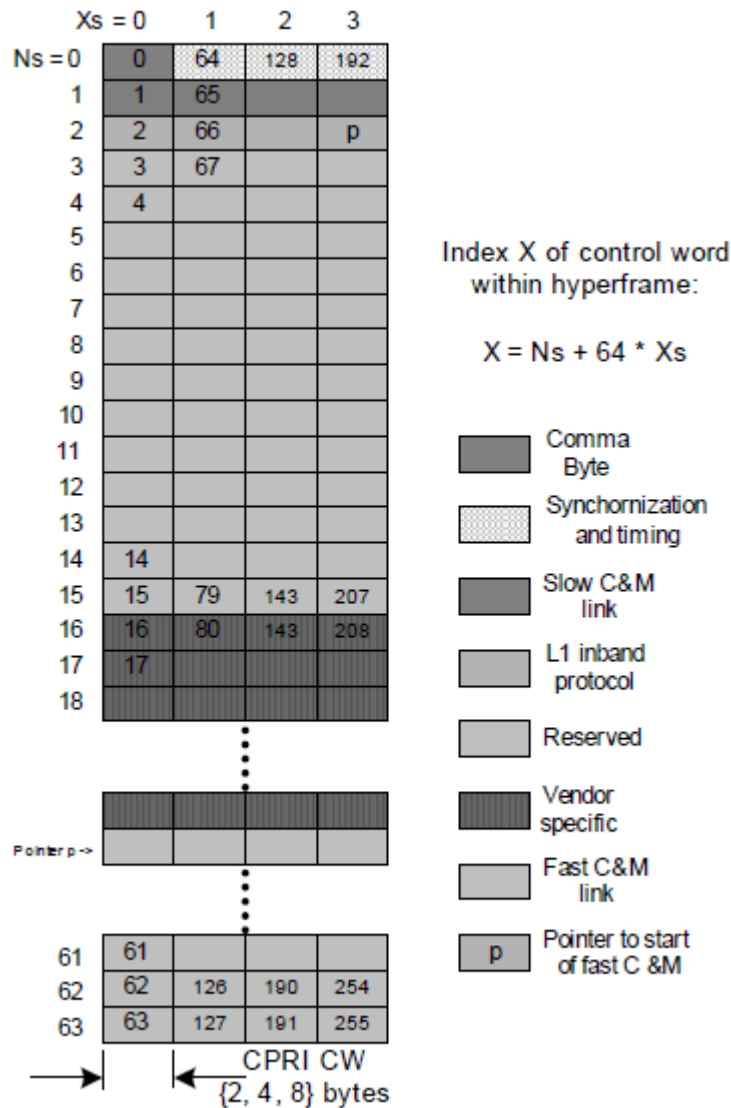 Xs = 0 1 2 3
Ns = 0 0 64 128 192
1 1 65
2 2 66 p
3 3 67
4 4
5
6
7
8
9
10
11
12
13
14 14
15 15 79 143 207
16 16 80 143 208
17 17
18
Pointer p ->
61 61
62 62 126 190 254
63 63 127 191 255
CPRI CW
{2, 4, 8} bytes
Index X of control word
within hyperframe:
X = Ns + 64 * Xs
Comma
Byte
Synchornization
and timing
Slow C&M
link
L1 inband
protocol
Reserved
Vendor
specific
Fast C&M
link
p Pointer to start
of fast C &M